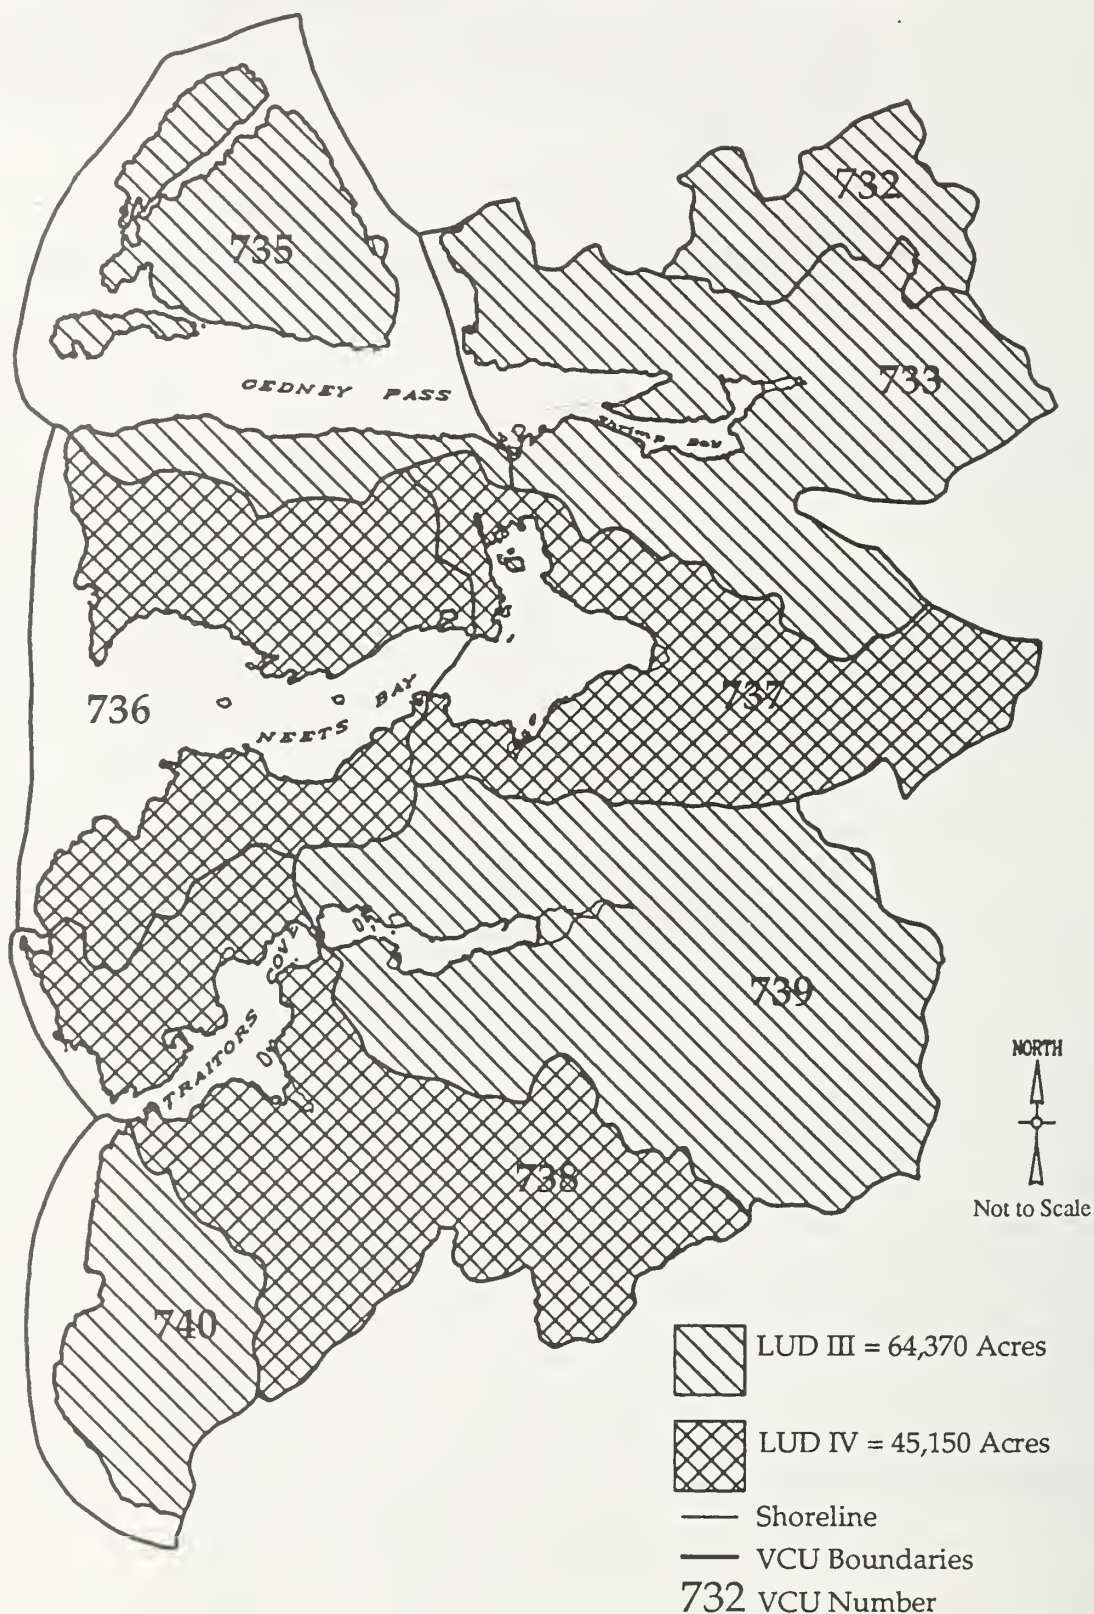 732
735
733
GEDNEY PASS
Shrimp Bay
737
736
NEETS BAY
739
TRAITORS COVE
NORTH
738
Not to Scale
740
LUD III = 64,370 Acres
LUD IV = 45,150 Acres
Shoreline
VCU Boundaries
732 VCU Number